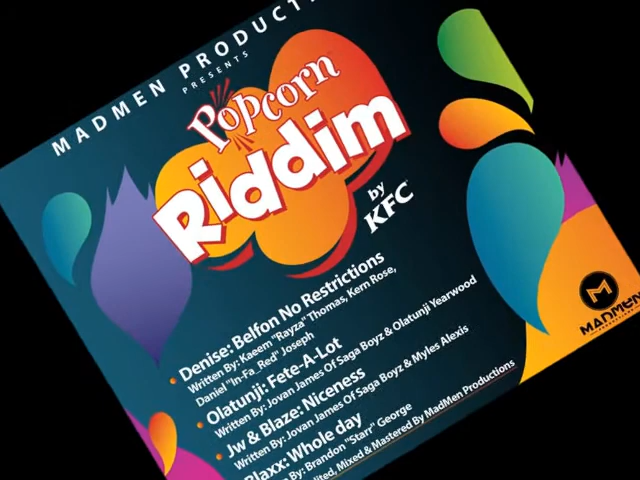 MADMEN PRODUCT
PRESENTS
Popcorn
Riddim
by
KFC
Denise: Belfon No Restrictions
Written By: Kaeem "Rayza" Thomas, Kern Rose,
Daniel "In-Fa_Red" Joseph
Olatunji: Fete-A-Lot
Written By: Jovan James Of Saga Boyz & Olatunji Yearwood
Jw & Blaze: Niceness
Written By: Jovan James Of Saga Boyz & Myles Alexis
Blaxx: Whole day
By: Brandon "Starr" George
Mixed & Mastered By MadMen Productions
M
MADMEN